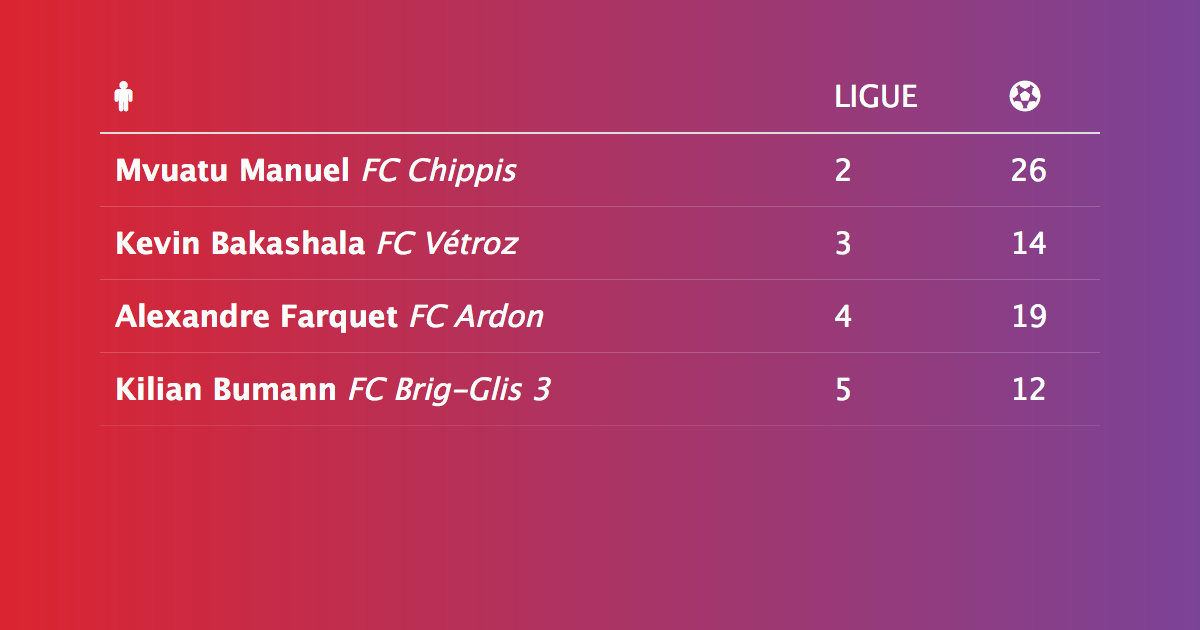 LIGUE
Mvuatu Manuel FC Chippis 2 26
Kevin Bakashala FC Vétroz 3 14
Alexandre Farquet FC Ardon 4 19
Kilian Bumann FC Brig-Glis 3 5 12